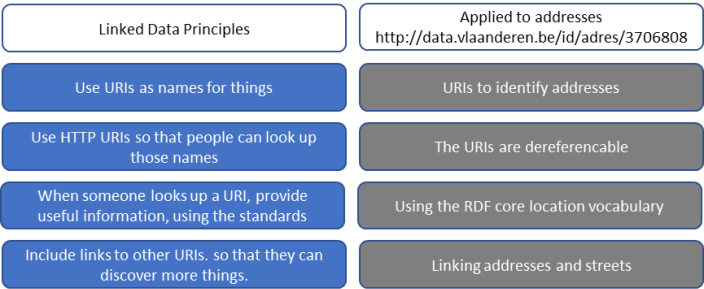 Linked Data Principles
Applied to addresses
http://data.vlaanderen.be/id/adres/3706808
Use URIs as names for things
URIs to identify addresses
Use HTTP URIs so that people can look up
those names
The URIs are dereferencable
When someone looks up a URI, provide
useful information, using the standards
Using the RDF core location vocabulary
Include links to other URIs. so that they can
discover more things.
Linking addresses and streets